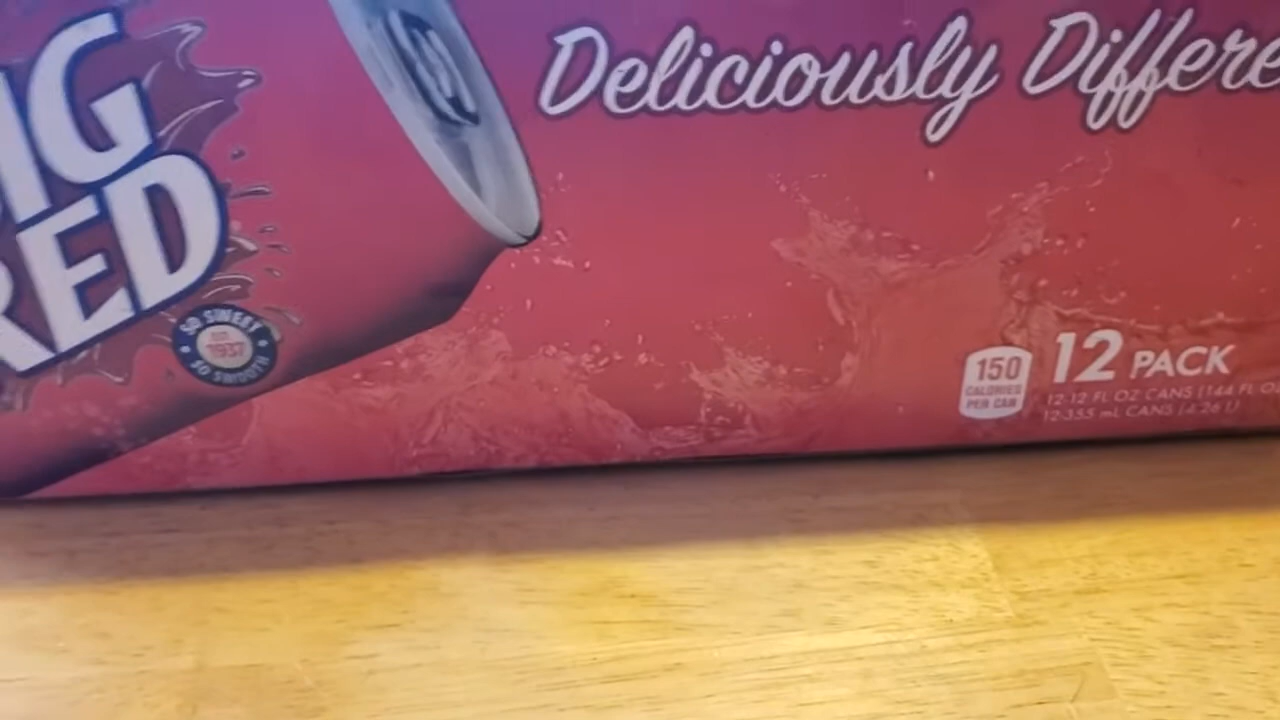 IG
RED
SO SWEET
1937
SO SMOOTH
Deliciously Differe
150
CALORIES
PER CAN
12 PACK
12-12 FL OZ CANS (144 FL O
12-355 mL CANS (4.26 L)